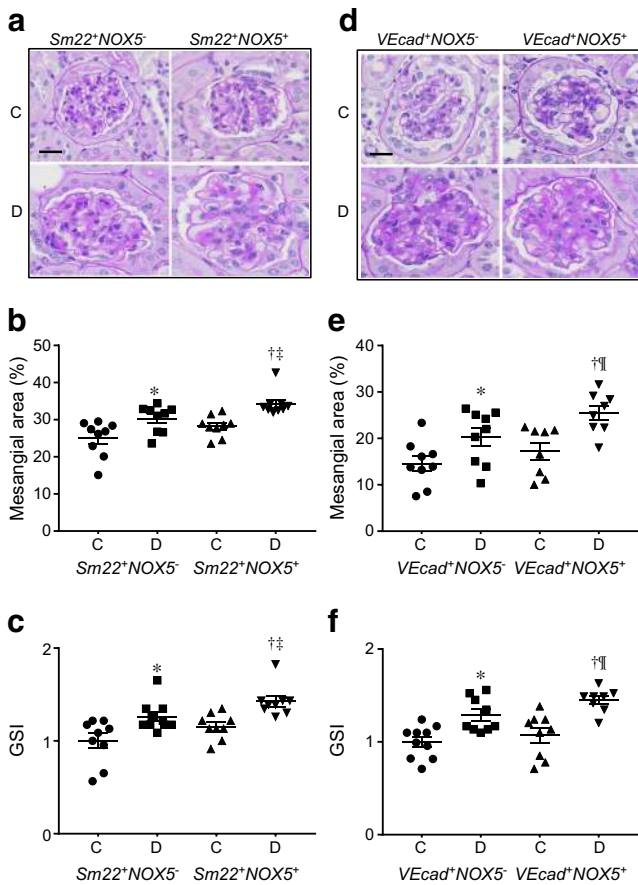 a
Sm22⁺NOX5⁻ Sm22⁺NOX5⁺
C
D
d
VEcad⁺NOX5⁻ VEcad⁺NOX5⁺
C
D
b
Mesangial area (%)
50
40
30
20
10
0
*
†‡
C D C D
Sm22⁺NOX5⁻ Sm22⁺NOX5⁺
e
Mesangial area (%)
40
30
20
10
0
*
†¶
C D C D
VEcad⁺NOX5⁻ VEcad⁺NOX5⁺
c
GSI
2
1
0
*
†‡
C D C D
Sm22⁺NOX5⁻ Sm22⁺NOX5⁺
f
GSI
2
1
0
*
†¶
C D C D
VEcad⁺NOX5⁻ VEcad⁺NOX5⁺